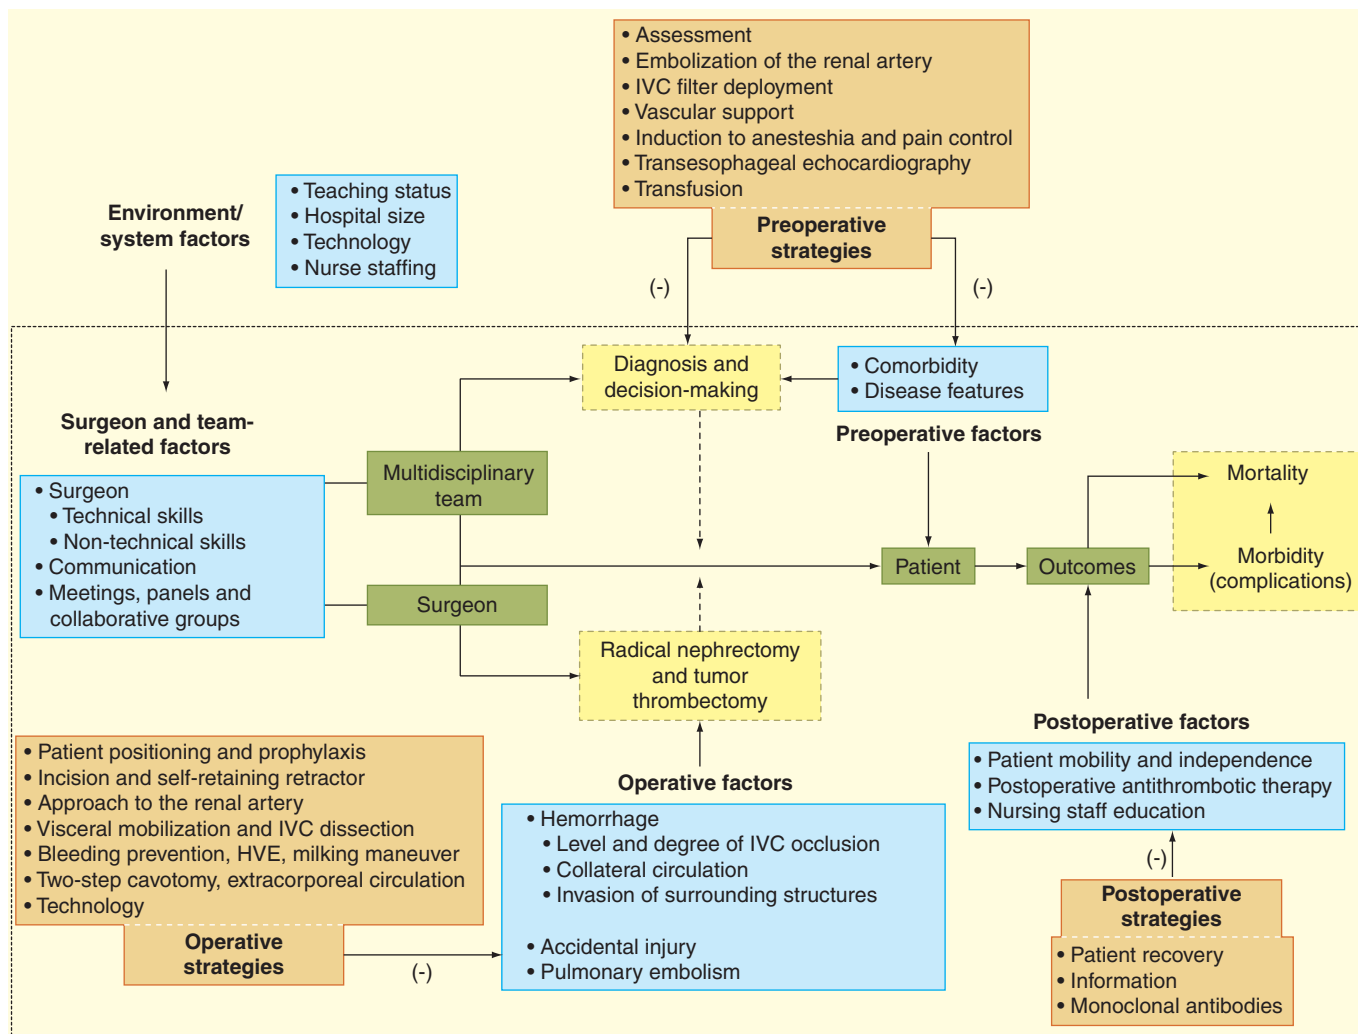 • Assessment
• Embolization of the renal artery
• IVC filter deployment
• Vascular support
• Induction to anesteshia and pain control
• Transesophageal echocardiography
• Transfusion
Preoperative
strategies
Environment/
system factors
• Teaching status
• Hospital size
• Technology
• Nurse staffing
(-)
(-)
Diagnosis and
decision-making
• Comorbidity
• Disease features
Preoperative factors
Surgeon and team-
related factors
• Surgeon
• Technical skills
• Non-technical skills
• Communication
• Meetings, panels and
collaborative groups
Multidisciplinary
team
Surgeon
Patient
Outcomes
Mortality
Morbidity
(complications)
Radical nephrectomy
and tumor
thrombectomy
• Patient positioning and prophylaxis
• Incision and self-retaining retractor
• Approach to the renal artery
• Visceral mobilization and IVC dissection
• Bleeding prevention, HVE, milking maneuver
• Two-step cavotomy, extracorporeal circulation
• Technology
Operative
strategies
(-)
Operative factors
• Hemorrhage
• Level and degree of IVC occlusion
• Collateral circulation
• Invasion of surrounding structures
• Accidental injury
• Pulmonary embolism
Postoperative factors
• Patient mobility and independence
• Postoperative antithrombotic therapy
• Nursing staff education
(-)
Postoperative
strategies
• Patient recovery
• Information
• Monoclonal antibodies